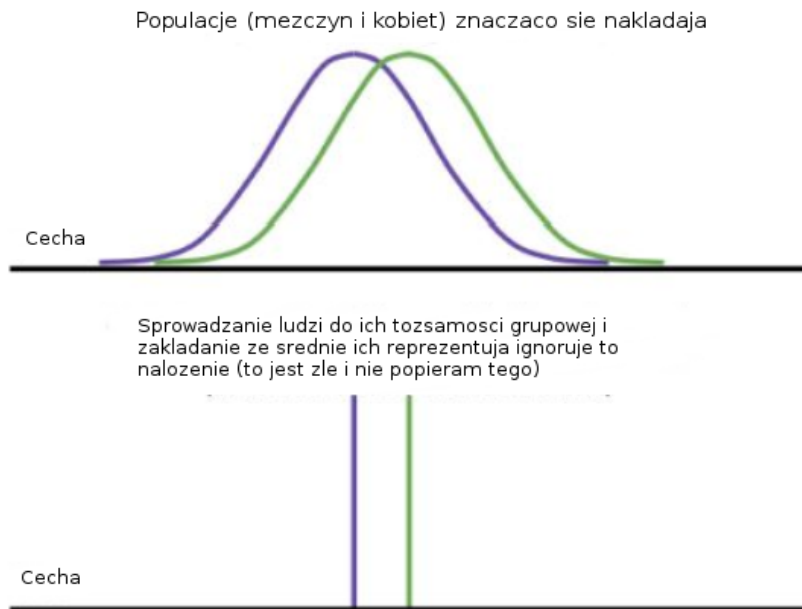 Populacje (mezczyn i kobiet) znaczaco sie nakladaja
Cecha
Sprowadzanie ludzi do ich tozsamosci grupowej i
zakladanie ze srednie ich reprezentuja ignoruje to
nalozenie (to jest zle i nie popieram tego)
Cecha